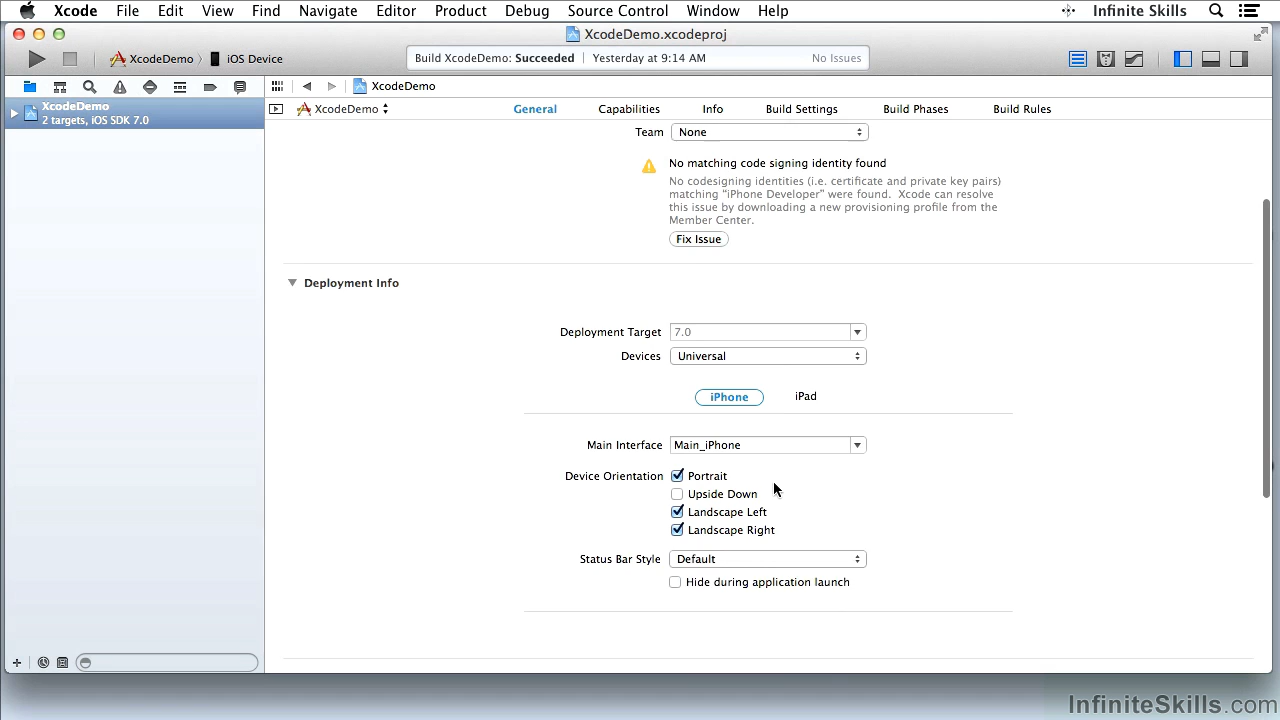 Xcode File Edit View Find Navigate Editor Product Debug Source Control Window Help Infinite Skills
XcodeDemo.xcodeproj
XcodeDemo iOS Device Build XcodeDemo: Succeeded Yesterday at 9:14 AM No Issues
XcodeDemo
XcodeDemo
2 targets, iOS SDK 7.0
XcodeDemo General Capabilities Info Build Settings Build Phases Build Rules
Team None
No matching code signing identity found
No codesigning identities (i.e. certificate and private key pairs)
matching “iPhone Developer” were found. Xcode can resolve
this issue by downloading a new provisioning profile from the
Member Center.
Fix Issue
Deployment Info
Deployment Target 7.0
Devices Universal
iPhone iPad
Main Interface Main_iPhone
Device Orientation Portrait
Upside Down
Landscape Left
Landscape Right
Status Bar Style Default
Hide during application launch
InfiniteSkills.com